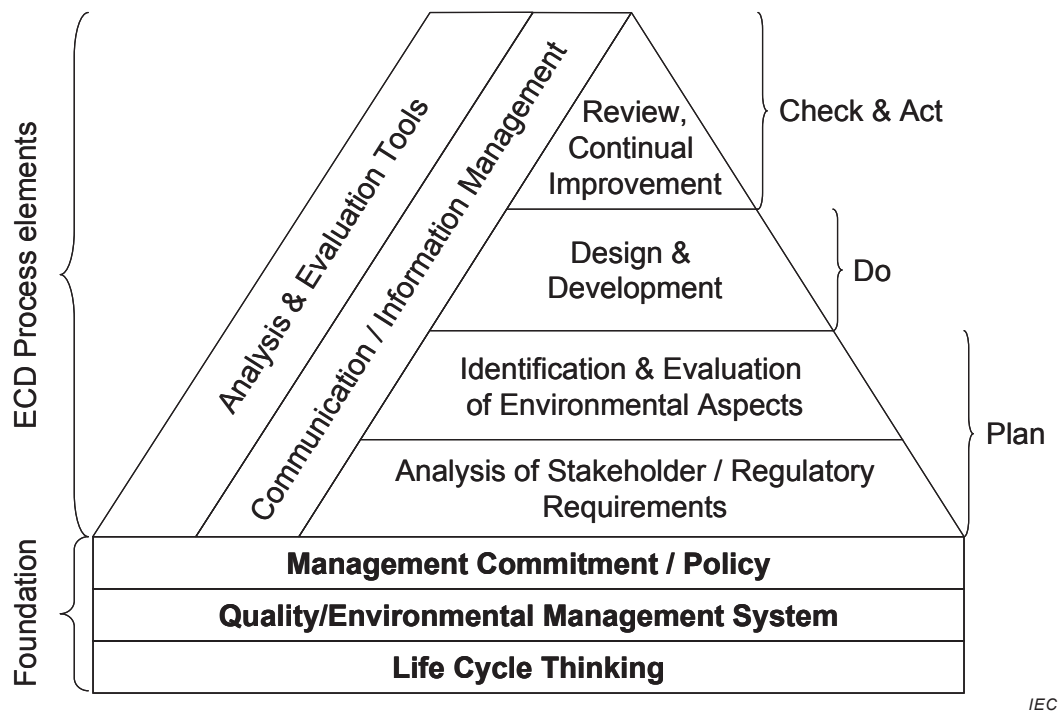 ECD Process elements
Foundation
Analysis & Evaluation Tools
Communication / Information Management
Review,
Continual
Improvement
Check & Act
Design &
Development
Do
Identification & Evaluation
of Environmental Aspects
Plan
Analysis of Stakeholder / Regulatory
Requirements
Management Commitment / Policy
Quality/Environmental Management System
Life Cycle Thinking
IEC